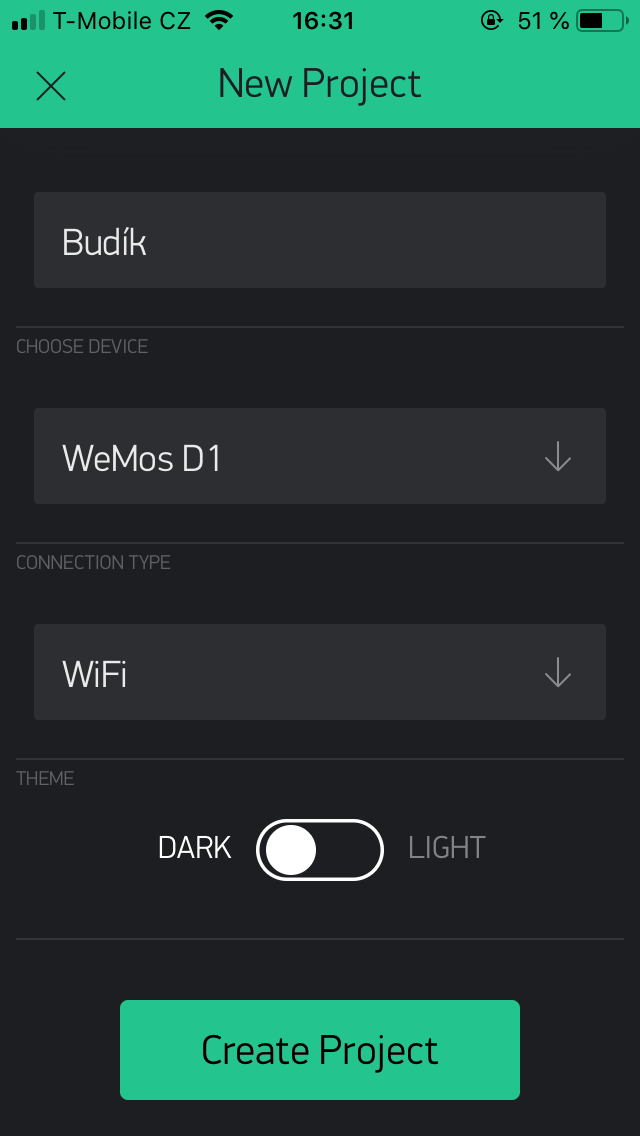 T-Mobile CZ 16:31 51 %
New Project
Budík
CHOOSE DEVICE
WeMos D1
CONNECTION TYPE
WiFi
THEME
DARK LIGHT
Create Project